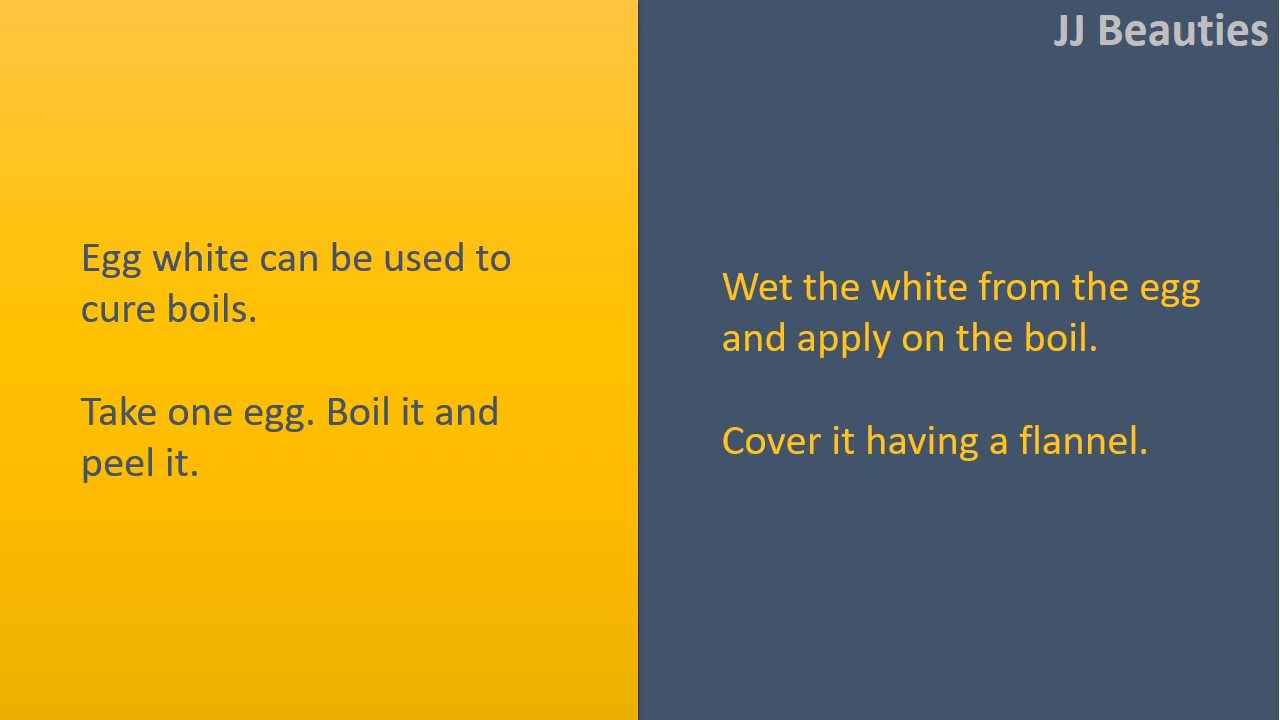 JJ Beauties
Egg white can be used to
cure boils.
Take one egg. Boil it and
peel it.
Wet the white from the egg
and apply on the boil.
Cover it having a flannel.